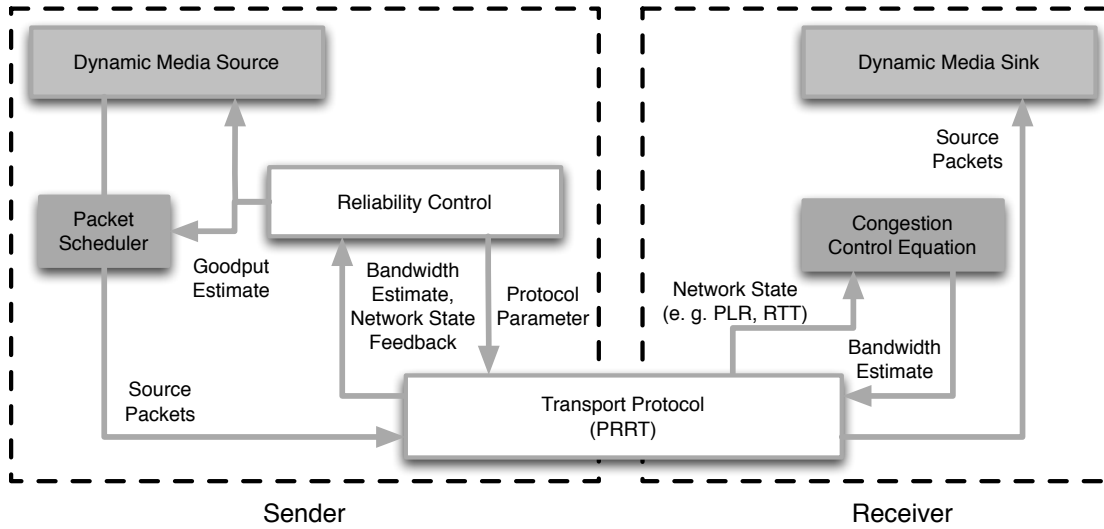 Dynamic Media Source
Dynamic Media Sink
Source
Packets
Packet
Scheduler
Reliability Control
Congestion
Control Equation
Goodput
Estimate
Bandwidth
Estimate,
Network State
Feedback
Protocol
Parameter
Network State
(e. g. PLR, RTT)
Bandwidth
Estimate
Source
Packets
Transport Protocol
(PRRT)
Sender
Receiver